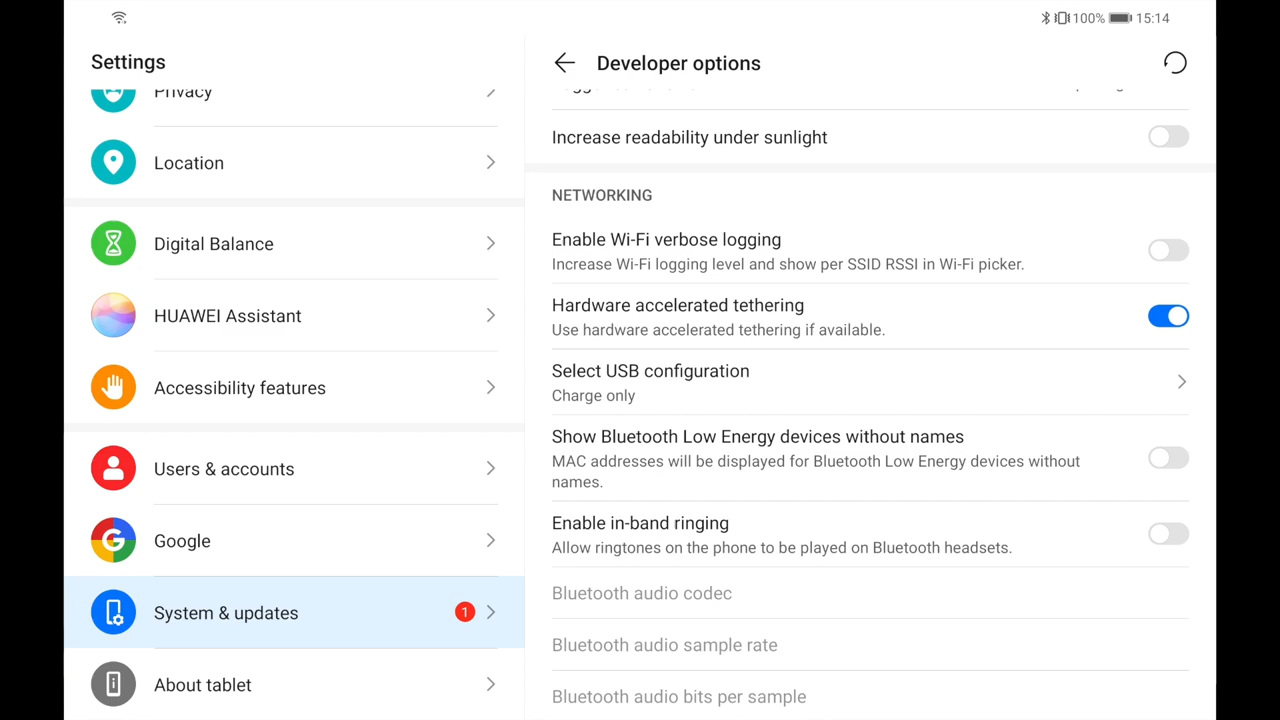 100% 15:14
Settings
Privacy
Location
Digital Balance
HUAWEI Assistant
Accessibility features
Users & accounts
Google
System & updates
1
About tablet
Developer options
Increase readability under sunlight
NETWORKING
Enable Wi-Fi verbose logging
Increase Wi-Fi logging level and show per SSID RSSI in Wi-Fi picker.
Hardware accelerated tethering
Use hardware accelerated tethering if available.
Select USB configuration
Charge only
Show Bluetooth Low Energy devices without names
MAC addresses will be displayed for Bluetooth Low Energy devices without
names.
Enable in-band ringing
Allow ringtones on the phone to be played on Bluetooth headsets.
Bluetooth audio codec
Bluetooth audio sample rate
Bluetooth audio bits per sample